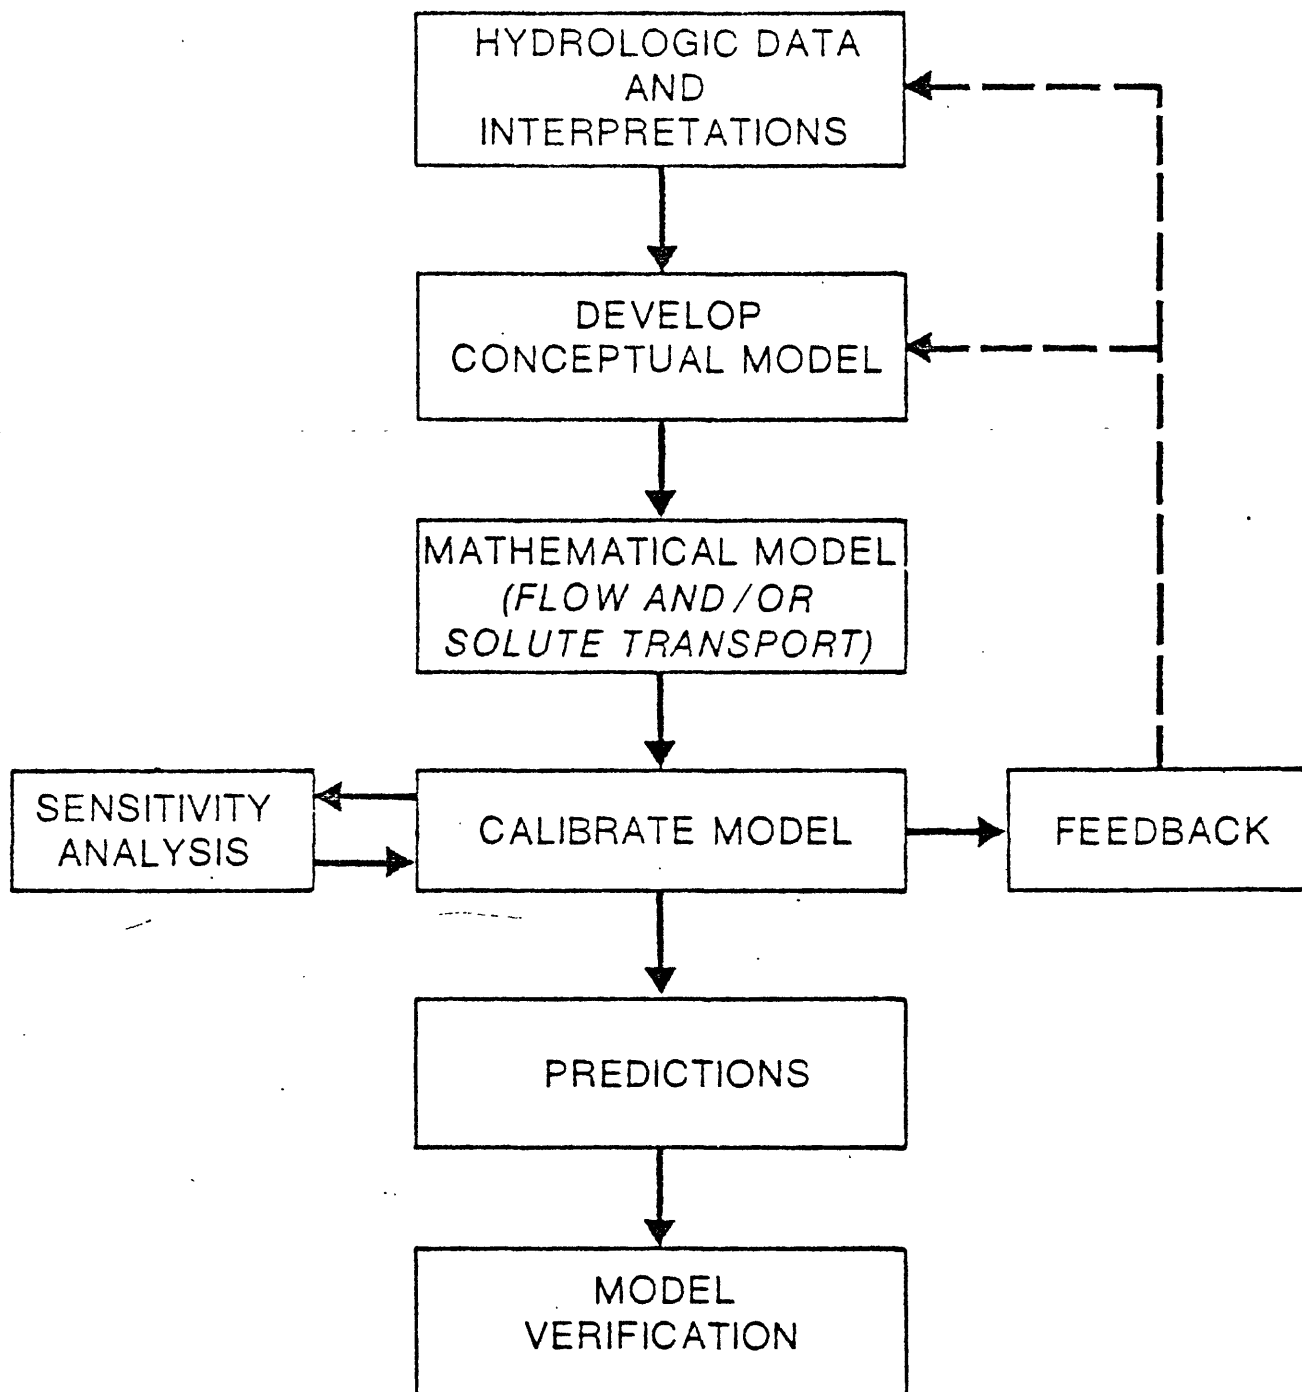 HYDROLOGIC DATA
AND
INTERPRETATIONS
DEVELOP
CONCEPTUAL MODEL
MATHEMATICAL MODEL
(FLOW AND/OR
SOLUTE TRANSPORT)
SENSITIVITY
ANALYSIS
CALIBRATE MODEL
FEEDBACK
PREDICTIONS
MODEL
VERIFICATION